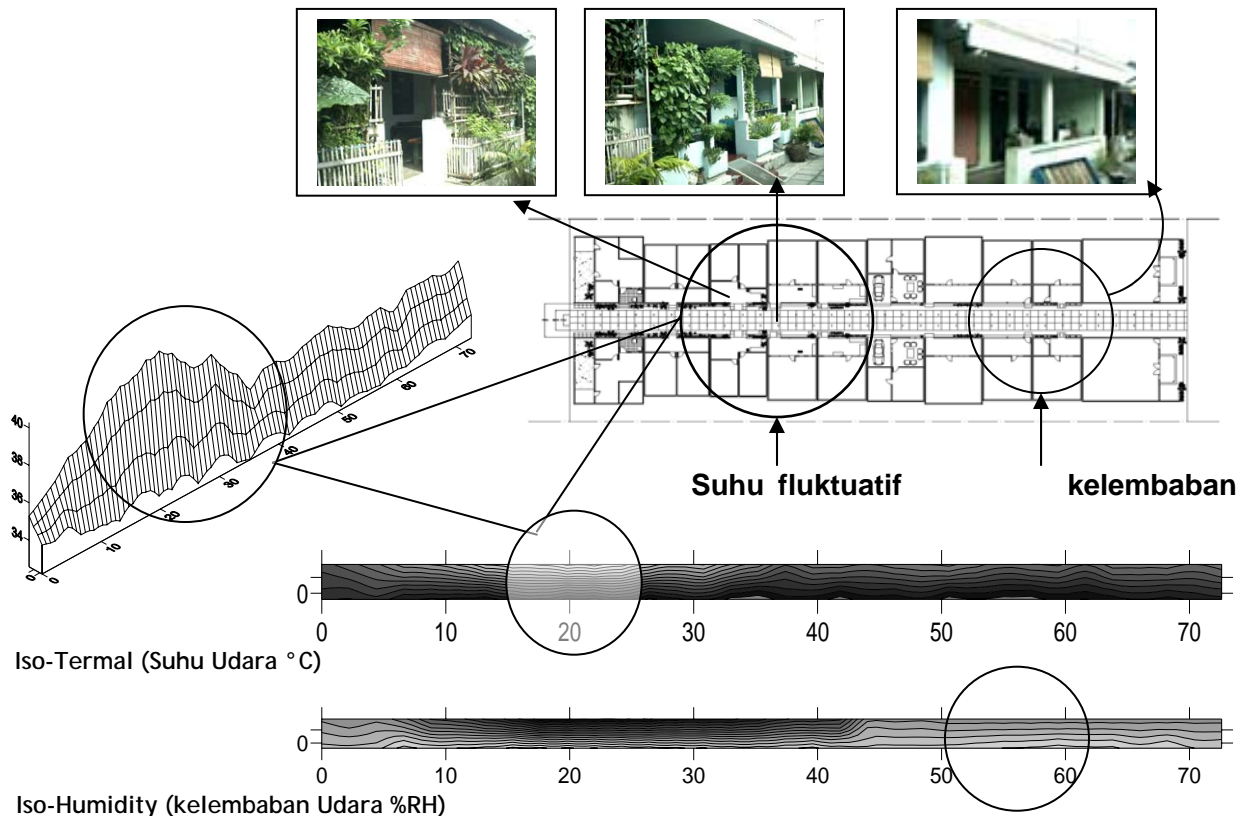 40
38
36
34
0
0
10
20
30
40
50
60
70
Suhu fluktuatif
kelembaban
0
0 10 20 30 40 50 60 70
Iso-Termal (Suhu Udara °C)
0
0 10 20 30 40 50 60 70
Iso-Humidity (kelembaban Udara %RH)